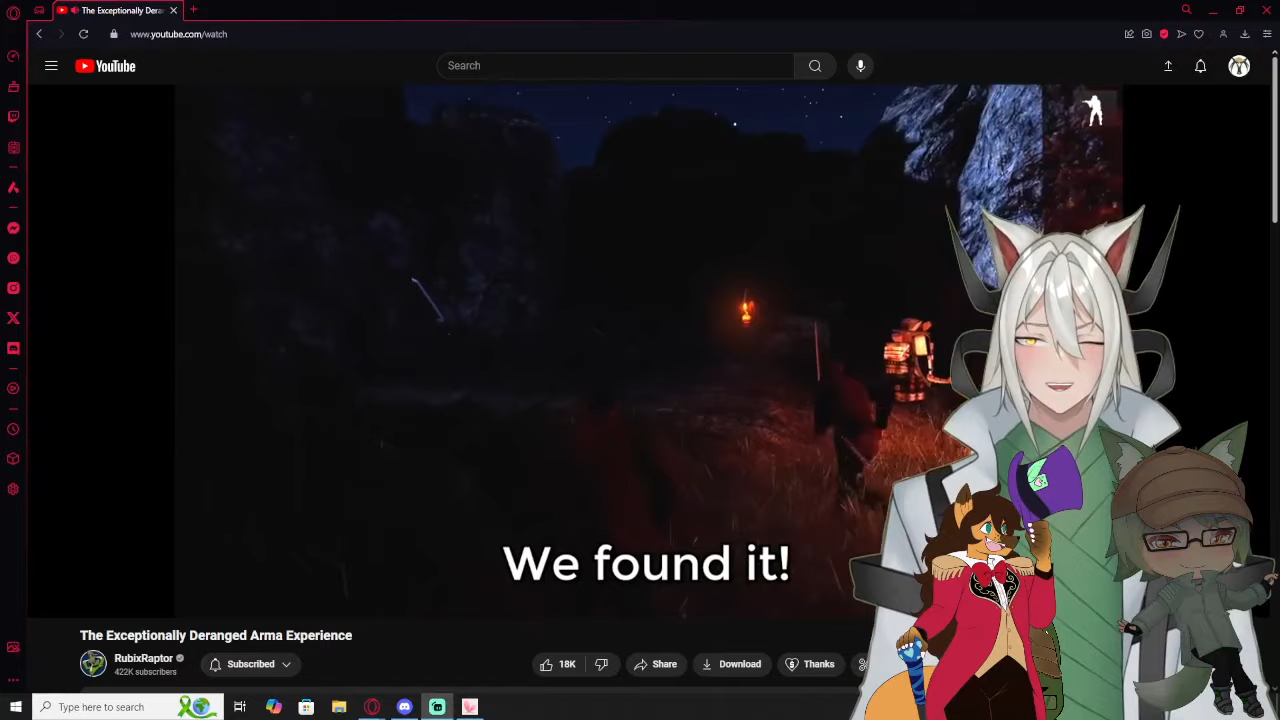 The Exceptionally Deran
www.youtube.com/watch
YouTube
Search
We found it!
The Exceptionally Deranged Arma Experience
RubixRaptor
422K subscribers
Subscribed
18K
Share
Download
Thanks
Type here to search